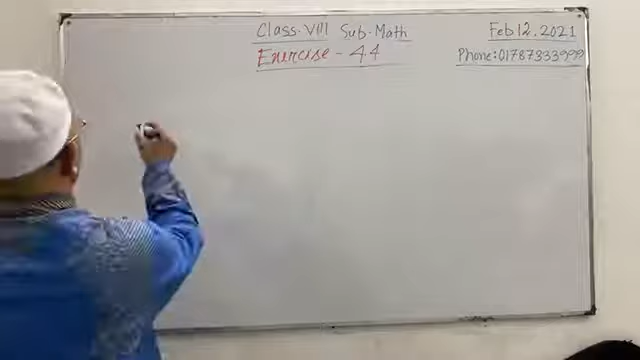 Class-VIII Sub-Math
Exercise - 4.4
Feb 12, 2021
Phone: 01787333999